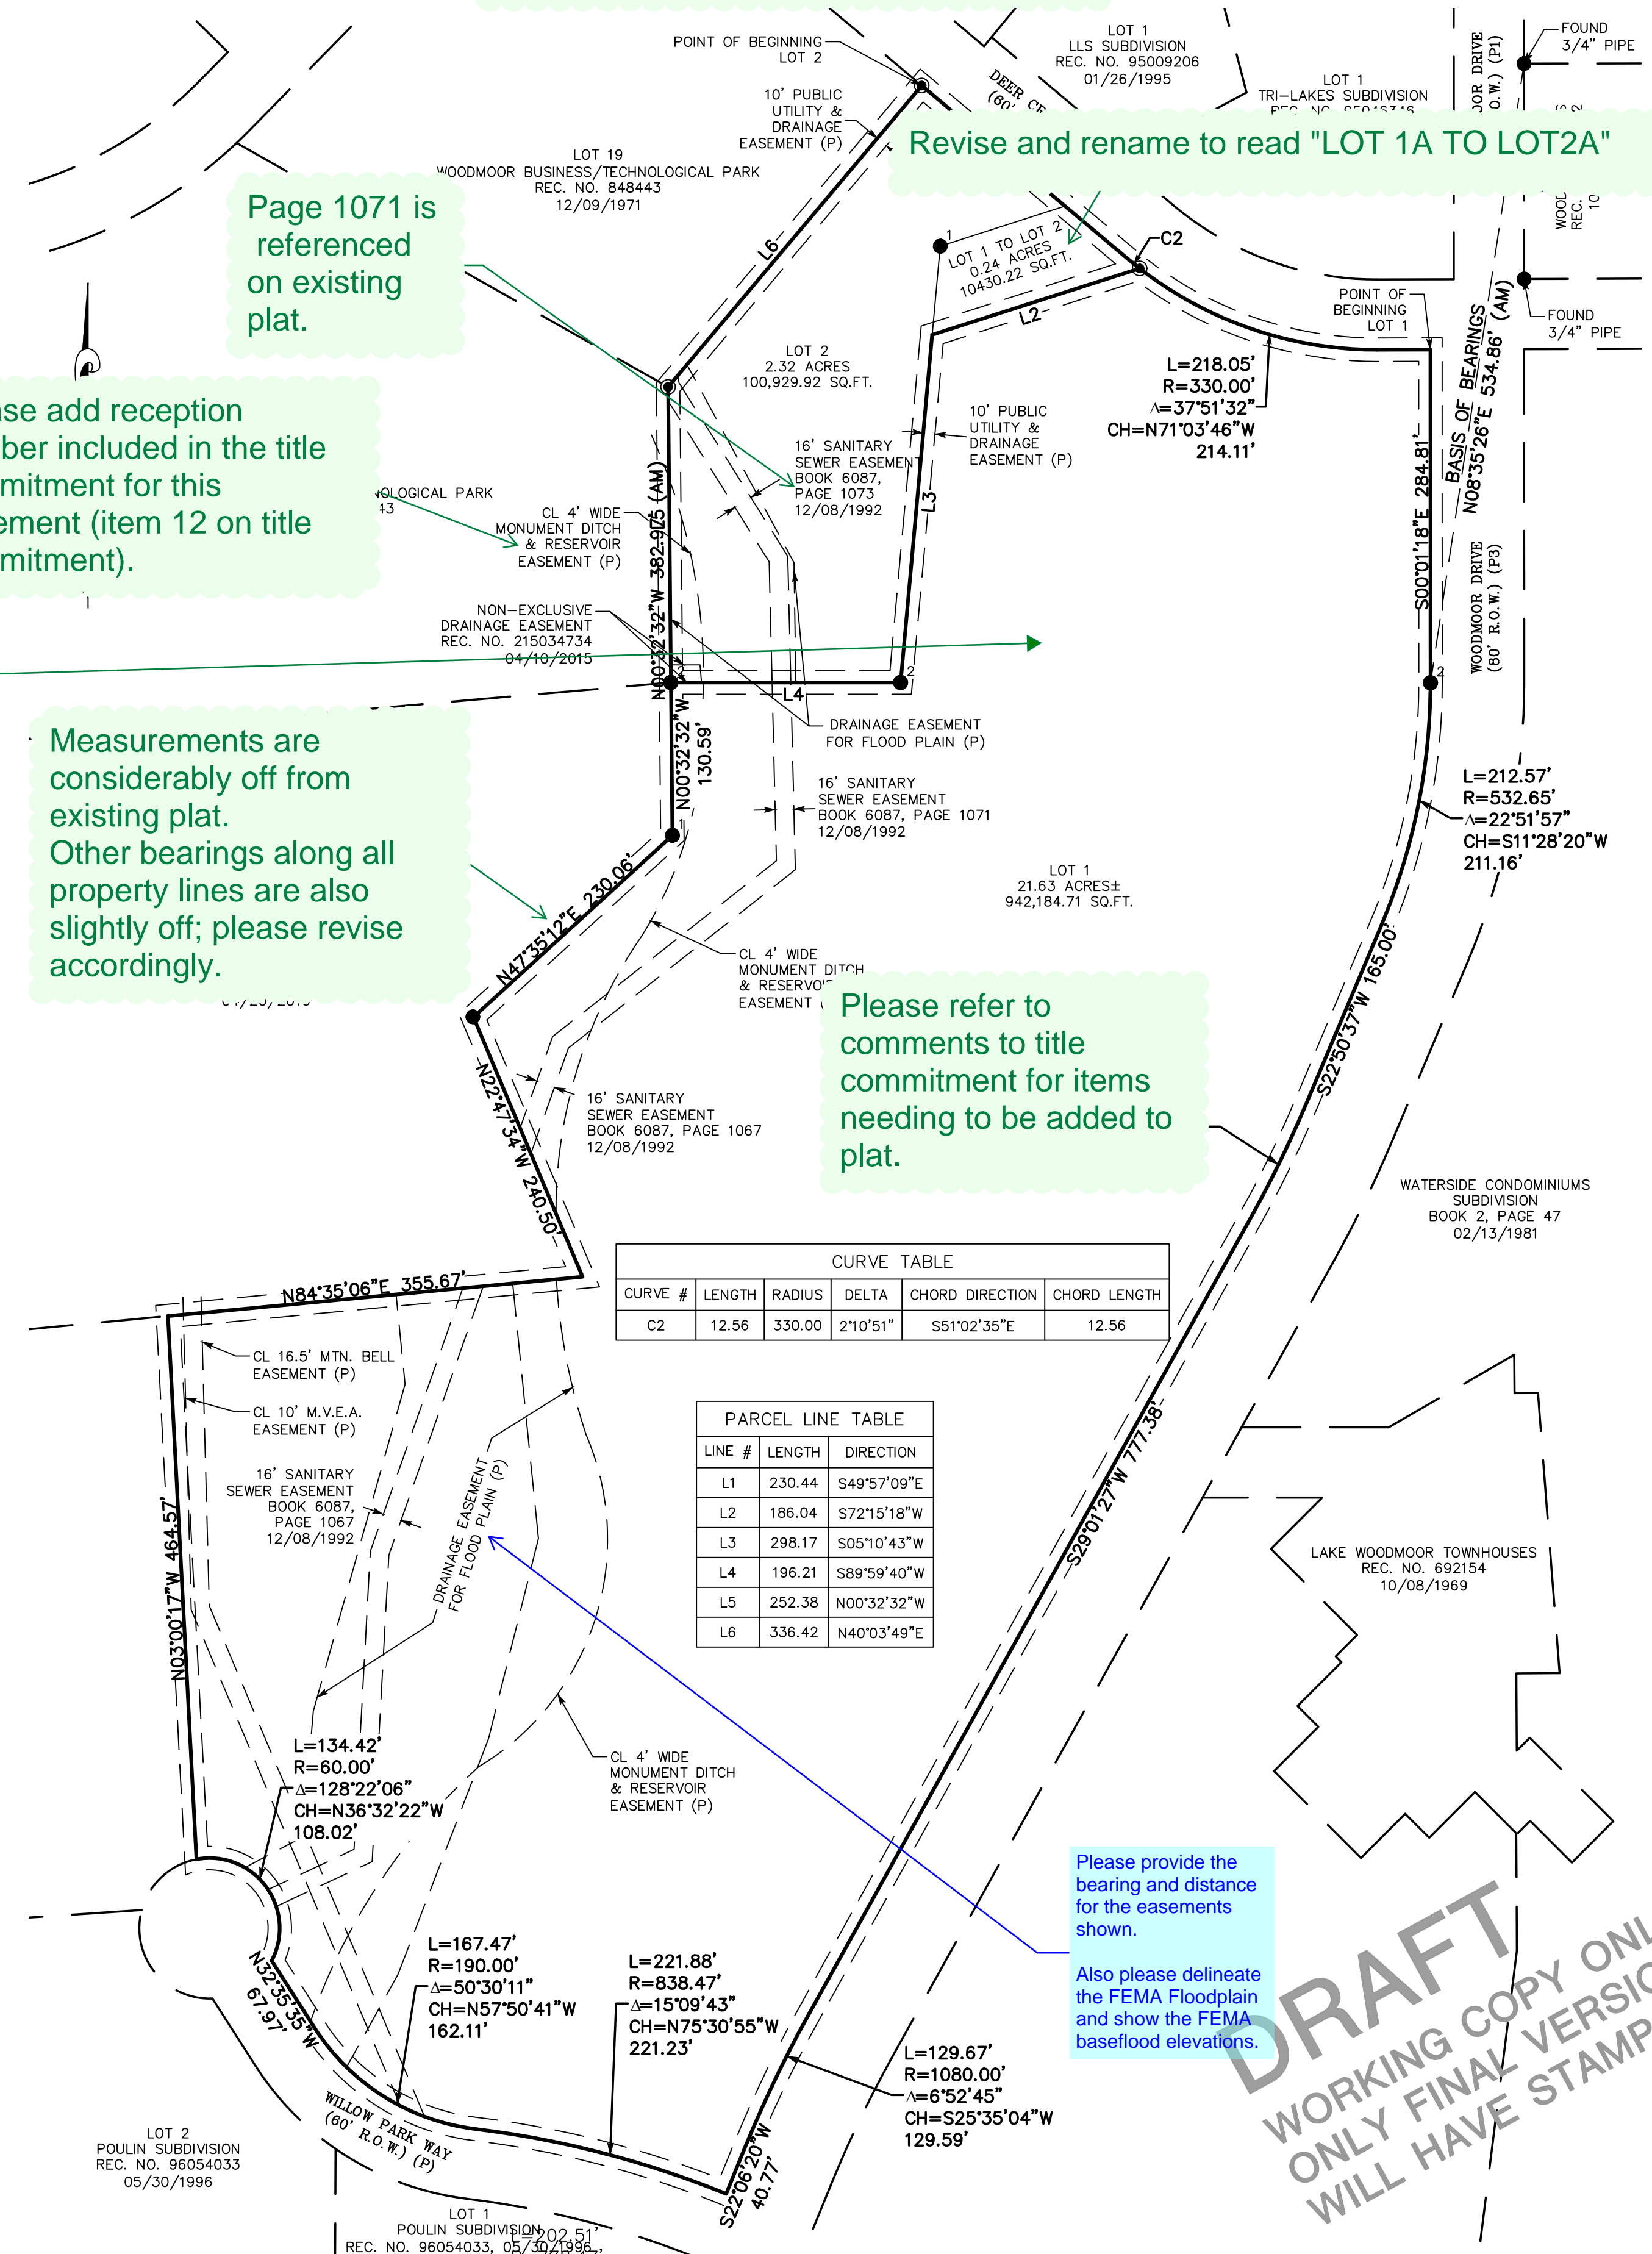 POINT OF BEGINNING
LOT 2
LOT 1
LLS SUBDIVISION
REC. NO. 95009206
01/26/1995
FOUND
3/4" PIPE
LOT 1
TRI-LAKES SUBDIVISION
10' PUBLIC
UTILITY &
DRAINAGE
EASEMENT (P)
Revise and rename to read "LOT 1A TO LOT2A"
LOT 19
WOODMOOR BUSINESS/TECHNOLOGICAL PARK
REC. NO. 848443
12/09/1971
Page 1071 is
referenced
on existing
plat.
L6
LOT 1 TO LOT 2
0.24 ACRES
10430.22 SQ.FT.
1
C2
L2
POINT OF
BEGINNING
LOT 1
FOUND
3/4" PIPE
BASIS OF BEARINGS
N08°35'26"E 534.86' (AM)
LOT 2
2.32 ACRES
100,929.92 SQ.FT.
L=218.05'
R=330.00'
Δ=37°51'32"
CH=N71°03'46"W
214.11'
10' PUBLIC
UTILITY &
DRAINAGE
EASEMENT (P)
add reception
included in the title
for this
(item 12 on title
16' SANITARY
SEWER EASEMENT
BOOK 6087,
PAGE 1073
12/08/1992
L3
S00°01'18"E 284.81'
WOODMOOR DRIVE
(80' R.O.W.) (P3)
PARK
CL 4' WIDE
MONUMENT DITCH
& RESERVOIR
EASEMENT (P)
N00°32'32"W 382.97' (AM)
L5
NON-EXCLUSIVE
DRAINAGE EASEMENT
REC. NO. 215034734
04/10/2015
2
2
2
L4
DRAINAGE EASEMENT
FOR FLOOD PLAIN (P)
N00°32'32"W
130.59'
Measurements are
considerably off from
existing plat.
Other bearings along all
property lines are also
slightly off; please revise
accordingly.
16' SANITARY
SEWER EASEMENT
BOOK 6087, PAGE 1071
12/08/1992
1
L=212.57'
R=532.65'
Δ=22°51'57"
CH=S11°28'20"W
211.16'
LOT 1
21.63 ACRES±
942,184.71 SQ.FT.
N47°35'12"E 230.06'
CL 4' WIDE
MONUMENT DITCH
& RESERVOIR
EASEMENT
Please refer to
comments to title
commitment for items
needing to be added to
plat.
S22°50'37"W 165.00'
N22°47'34"W 240.50'
16' SANITARY
SEWER EASEMENT
BOOK 6087, PAGE 1067
12/08/1992
WATERSIDE CONDOMINIUMS
SUBDIVISION
BOOK 2, PAGE 47
02/13/1981
CURVE TABLE
CURVE # LENGTH RADIUS DELTA CHORD DIRECTION CHORD LENGTH
C2 12.56 330.00 2°10'51" S51°02'35"E 12.56
N84°35'06"E 355.67'
CL 16.5' MTN. BELL
EASEMENT (P)
CL 10' M.V.E.A.
EASEMENT (P)
PARCEL LINE TABLE
LINE # LENGTH DIRECTION
L1 230.44 S49°57'09"E
L2 186.04 S72°15'18"W
L3 298.17 S05°10'43"W
L4 196.21 S89°59'40"W
L5 252.38 N00°32'32"W
L6 336.42 N40°03'49"E
16' SANITARY
SEWER EASEMENT
BOOK 6087,
PAGE 1067
12/08/1992
DRAINAGE EASEMENT
FOR FLOOD PLAIN (P)
N03°00'17"W 464.57'
S29°01'27"W 777.38'
LAKE WOODMOOR TOWNHOUSES
REC. NO. 692154
10/08/1969
L=134.42'
R=60.00'
Δ=128°22'06"
CH=N36°32'22"W
108.02'
CL 4' WIDE
MONUMENT DITCH
& RESERVOIR
EASEMENT (P)
Please provide the
bearing and distance
for the easements
shown.
Also please delineate
the FEMA Floodplain
and show the FEMA
baseflood elevations.
N32°35'35"W
67.97'
L=167.47'
R=190.00'
Δ=50°30'11"
CH=N57°50'41"W
162.11'
L=221.88'
R=838.47'
Δ=15°09'43"
CH=N75°30'55"W
221.23'
L=129.67'
R=1080.00'
Δ=6°52'45"
CH=S25°35'04"W
129.59'
DRAFT
WORKING COPY
ONLY FINAL VERSION
WILL HAVE STAMP
WILLOW PARK WAY
(60' R.O.W.) (P)
S22°06'20"W
40.77'
LOT 2
POULIN SUBDIVISION
REC. NO. 96054033
05/30/1996
LOT 1
POULIN SUBDIVISION
L=202.51'
REC. NO. 96054033, 05/30/1996